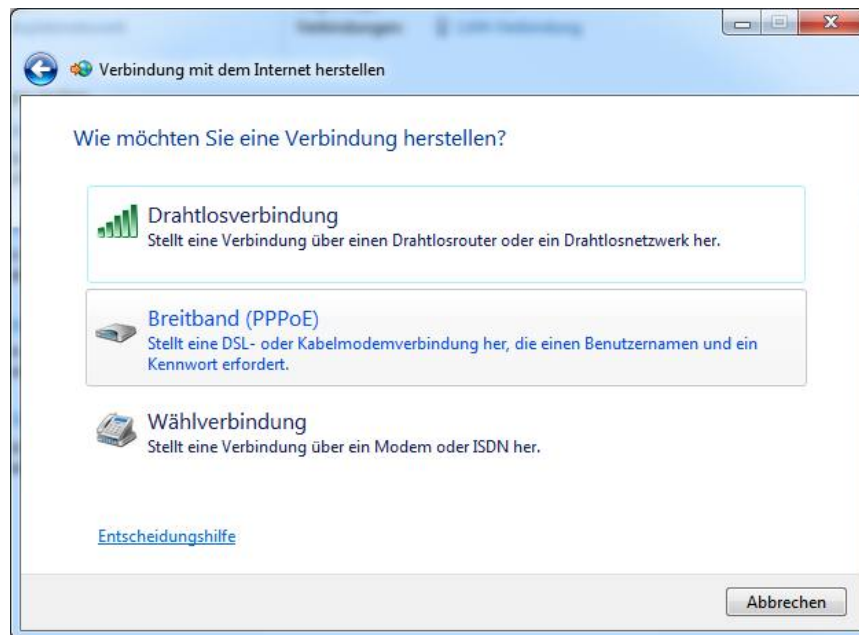 Verbindung mit dem Internet herstellen
Wie möchten Sie eine Verbindung herstellen?
Drahtlosverbindung
Stellt eine Verbindung über einen Drahtlosrouter oder ein Drahtlosnetzwerk her.
Breitband (PPPoE)
Stellt eine DSL- oder Kabelmodemverbindung her, die einen Benutzernamen und ein
Kennwort erfordert.
Wählverbindung
Stellt eine Verbindung über ein Modem oder ISDN her.
Entscheidungshilfe
Abbrechen